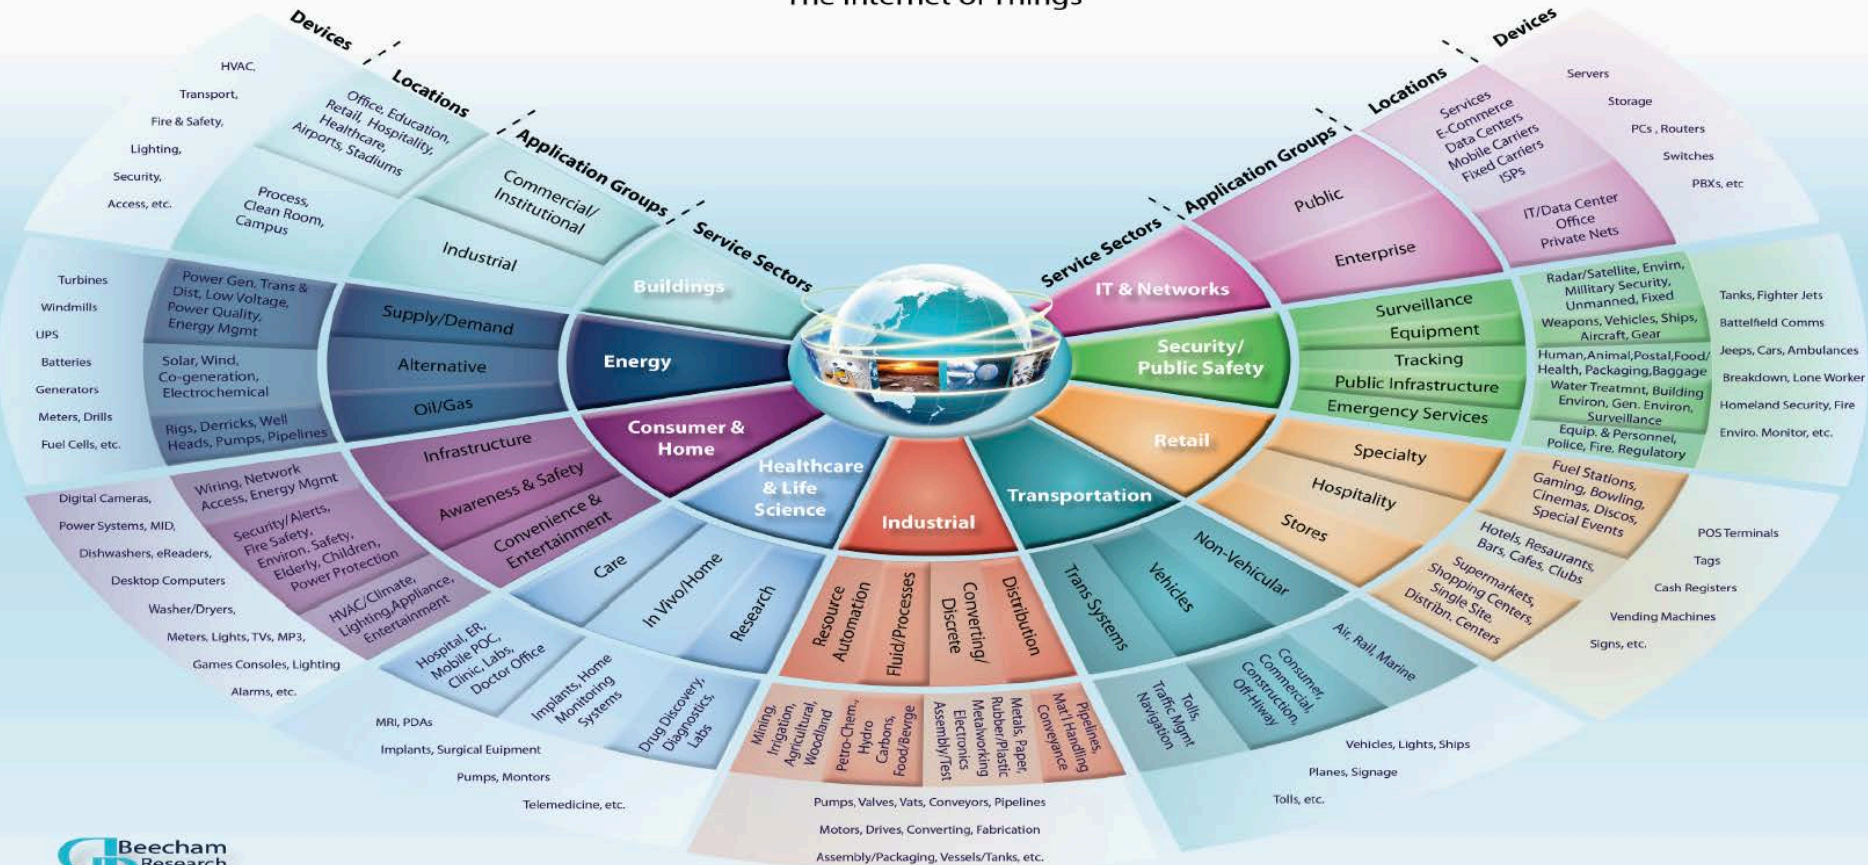 The Internet of Things
Devices
Locations
Application Groups
Service Sectors
HVAC,
Transport,
Fire & Safety,
Lighting,
Security,
Access, etc.
Office, Education,
Retail, Hospitality,
Healthcare,
Airports, Stadiums
Process,
Clean Room,
Campus
Commercial/
Institutional
Industrial
Buildings
Turbines
Windmills
UPS
Batteries
Generators
Meters, Drills
Fuel Cells, etc.
Power Gen, Trans &
Dist, Low Voltage,
Power Quality,
Energy Mgmt
Solar, Wind,
Co-generation,
Electrochemical
Rigs, Derricks, Well
Heads, Pumps, Pipelines
Supply/Demand
Alternative
Oil/Gas
Energy
Digital Cameras,
Power Systems, MID,
Dishwashers, eReaders,
Desktop Computers
Washer/Dryers,
Meters, Lights, TVs, MP3,
Games Consoles, Lighting
Alarms, etc.
Wiring, Network
Access, Energy Mgmt
Security/Alerts,
Fire Safety,
Environ, Safety,
Elderly, Children,
Power Protection
HVAC/Climate,
Lighting,Appliance,
Entertainment
Infrastructure
Awareness & Safety
Convenience &
Entertainment
Consumer &
Home
MRI, PDAs
Implants, Surgical Euipment
Pumps, Montors
Telemedicine, etc.
Hospital, ER,
Mobile POC,
Clinic, Labs,
Doctor Office
Implants, Home
Monitoring
Systems
Drug Discovery,
Diagnostics,
Labs
Care
In Vivo/Home
Research
Healthcare
& Life
Science
Industrial
Resource
Automation
Fluid/Processes
Converting/
Discrete
Distribution
Mining,
Irrigation,
Agricultural,
Woodland
Petro-Chem.,
Hydro
Carbons,
Food/Bevrge
Metals, Paper,
Rubber/Plastic
Metalworking
Electronics
Assembly/Test
Pipelines,
Mat'l Handling
Conveyance
Pumps, Valves, Vats, Conveyors, Pipelines
Motors, Drives, Converting, Fabrication
Assembly/Packaging, Vessels/Tanks, etc.
Transportation
Trans Systems
Vehicles
Non-Vehicular
Tolls,
Traffic Mgmt
Navigation
Consumer,
Commercial,
Construction,
Off-Hiway
Air, Rail, Marine
Vehicles, Lights, Ships
Planes, Signage
Tolls, etc.
Retail
Specialty
Hospitality
Stores
Fuel Stations,
Gaming, Bowling,
Cinemas, Discos,
Special Events
Hotels, Resaurants,
Bars, Cafes, Clubs
Supermarkets,
Shopping Centers,
Single Site,
Distribn. Centers
POS Terminals
Tags
Cash Registers
Vending Machines
Signs, etc.
Security/
Public Safety
Surveillance
Equipment
Tracking
Public Infrastructure
Emergency Services
Radar/Satellite, Envirn,
Millitary Security,
Unmanned, Fixed
Weapons, Vehicles, Ships,
Aircraft, Gear
Human,Animal,Postal,Food/
Health, Packaging,Baggage
Water Treatmnt, Building
Environ, Gen. Environ,
Surveillance
Equip. & Personnel,
Police, Fire, Regulatory
Tanks, Fighter Jets
Battelfield Comms
Jeeps, Cars, Ambulances
Breakdown, Lone Worker
Homeland Security, Fire
Enviro. Monitor, etc.
IT & Networks
Public
Enterprise
Services
E-Commerce
Data Centers
Mobile Carriers
Fixed Carriers
ISPs
IT/Data Center
Office
Private Nets
Servers
Storage
PCs , Routers
Switches
PBXs, etc
Service Sectors
Application Groups
Locations
Devices
Beecham
Research